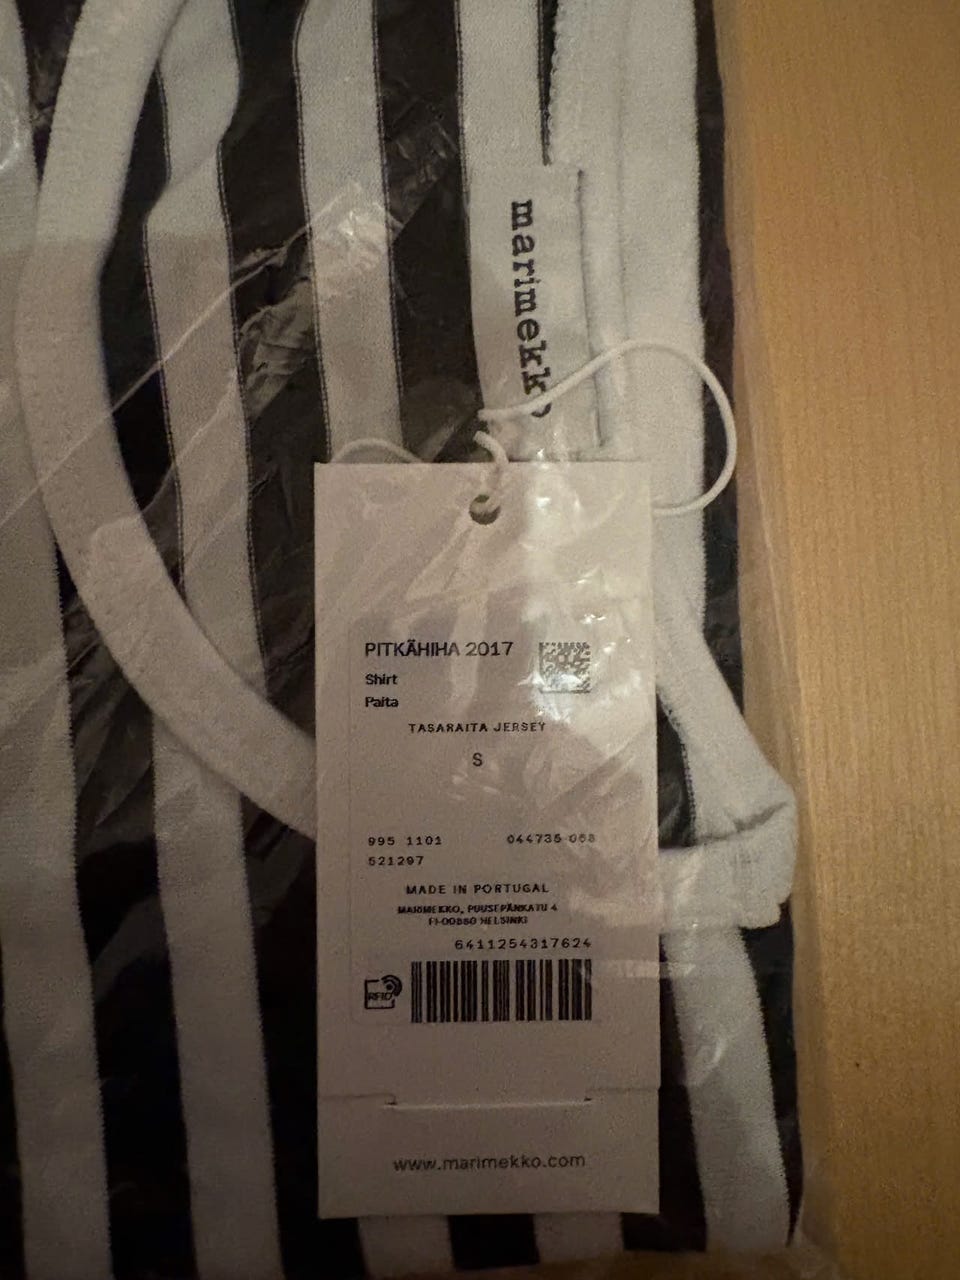 marimekko
PITKÄHIHA 2017
Shirt
Paita
TASARAITA JERSEY
S
995 1101 044735 068
521297
MADE IN PORTUGAL
MARIMEKKO, PUUSEPÄNKATU 4
FI-00880 HELSINKI
6411254317624
RFID
www.marimekko.com